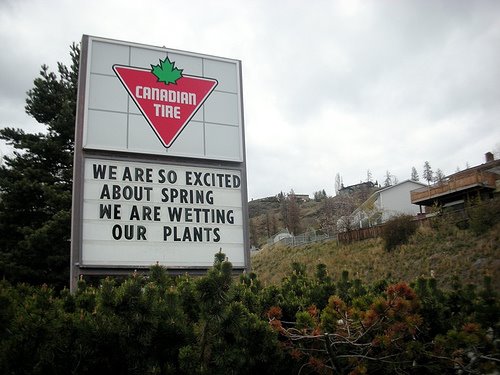 CANADIAN
TIRE
WE ARE SO EXCITED
ABOUT SPRING
WE ARE WETTING
OUR PLANTS